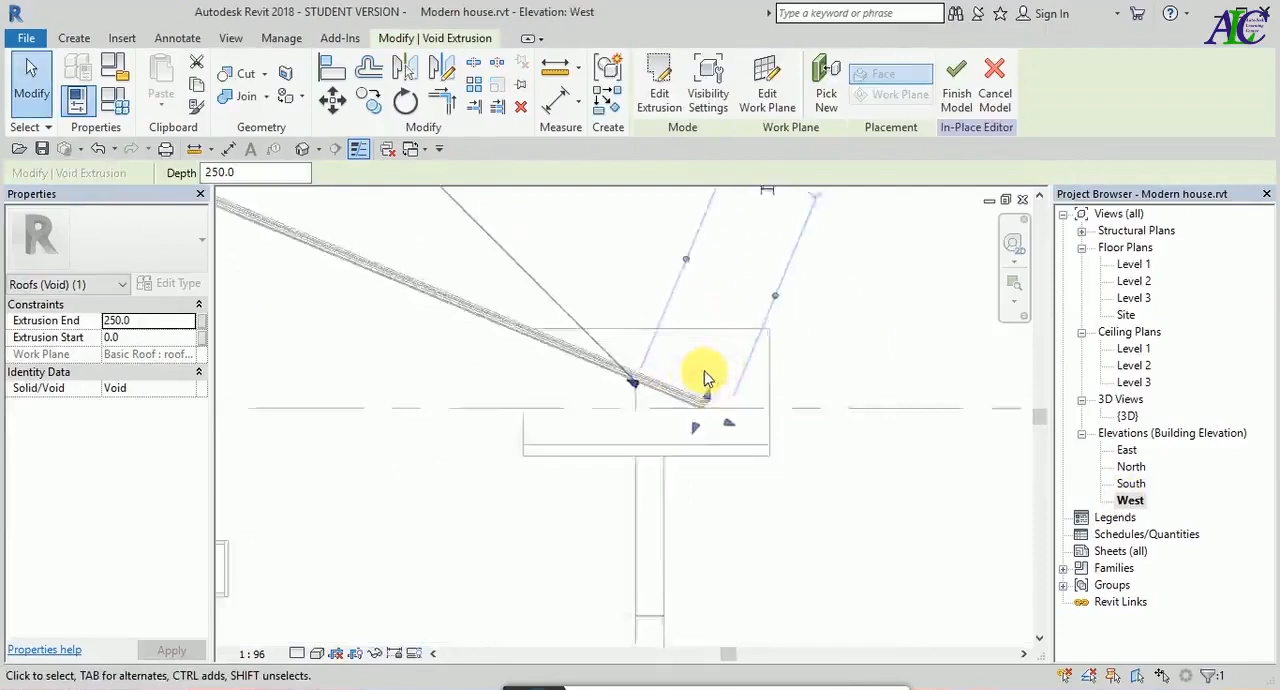 Autodesk Revit 2018 - STUDENT VERSION -
Modern house.rvt - Elevation: West
Type a keyword or phrase
Sign In
ALC
File
Create
Insert
Annotate
View
Manage
Add-Ins
Modify | Void Extrusion
Modify
Paste
Cut
Join
Edit Extrusion
Visibility Settings
Edit Work Plane
Pick New
Face
Work Plane
Finish Model
Cancel Model
Select
Properties
Clipboard
Geometry
Modify
Measure
Create
Mode
Work Plane
Placement
In-Place Editor
Modify | Void Extrusion
Depth
250.0
Properties
Roofs (Void) (1)
Edit Type
Constraints
Extrusion End
250.0
Extrusion Start
0.0
Work Plane
Basic Roof : roof...
Identity Data
Solid/Void
Void
Properties help
Apply
Project Browser - Modern house.rvt
Views (all)
Structural Plans
Floor Plans
Level 1
Level 2
Level 3
Site
Ceiling Plans
Level 1
Level 2
Level 3
3D Views
{3D}
Elevations (Building Elevation)
East
North
South
West
Legends
Schedules/Quantities
Sheets (all)
Families
Groups
Revit Links
1 : 96
Click to select, TAB for alternates, CTRL adds, SHIFT unselects.
:1